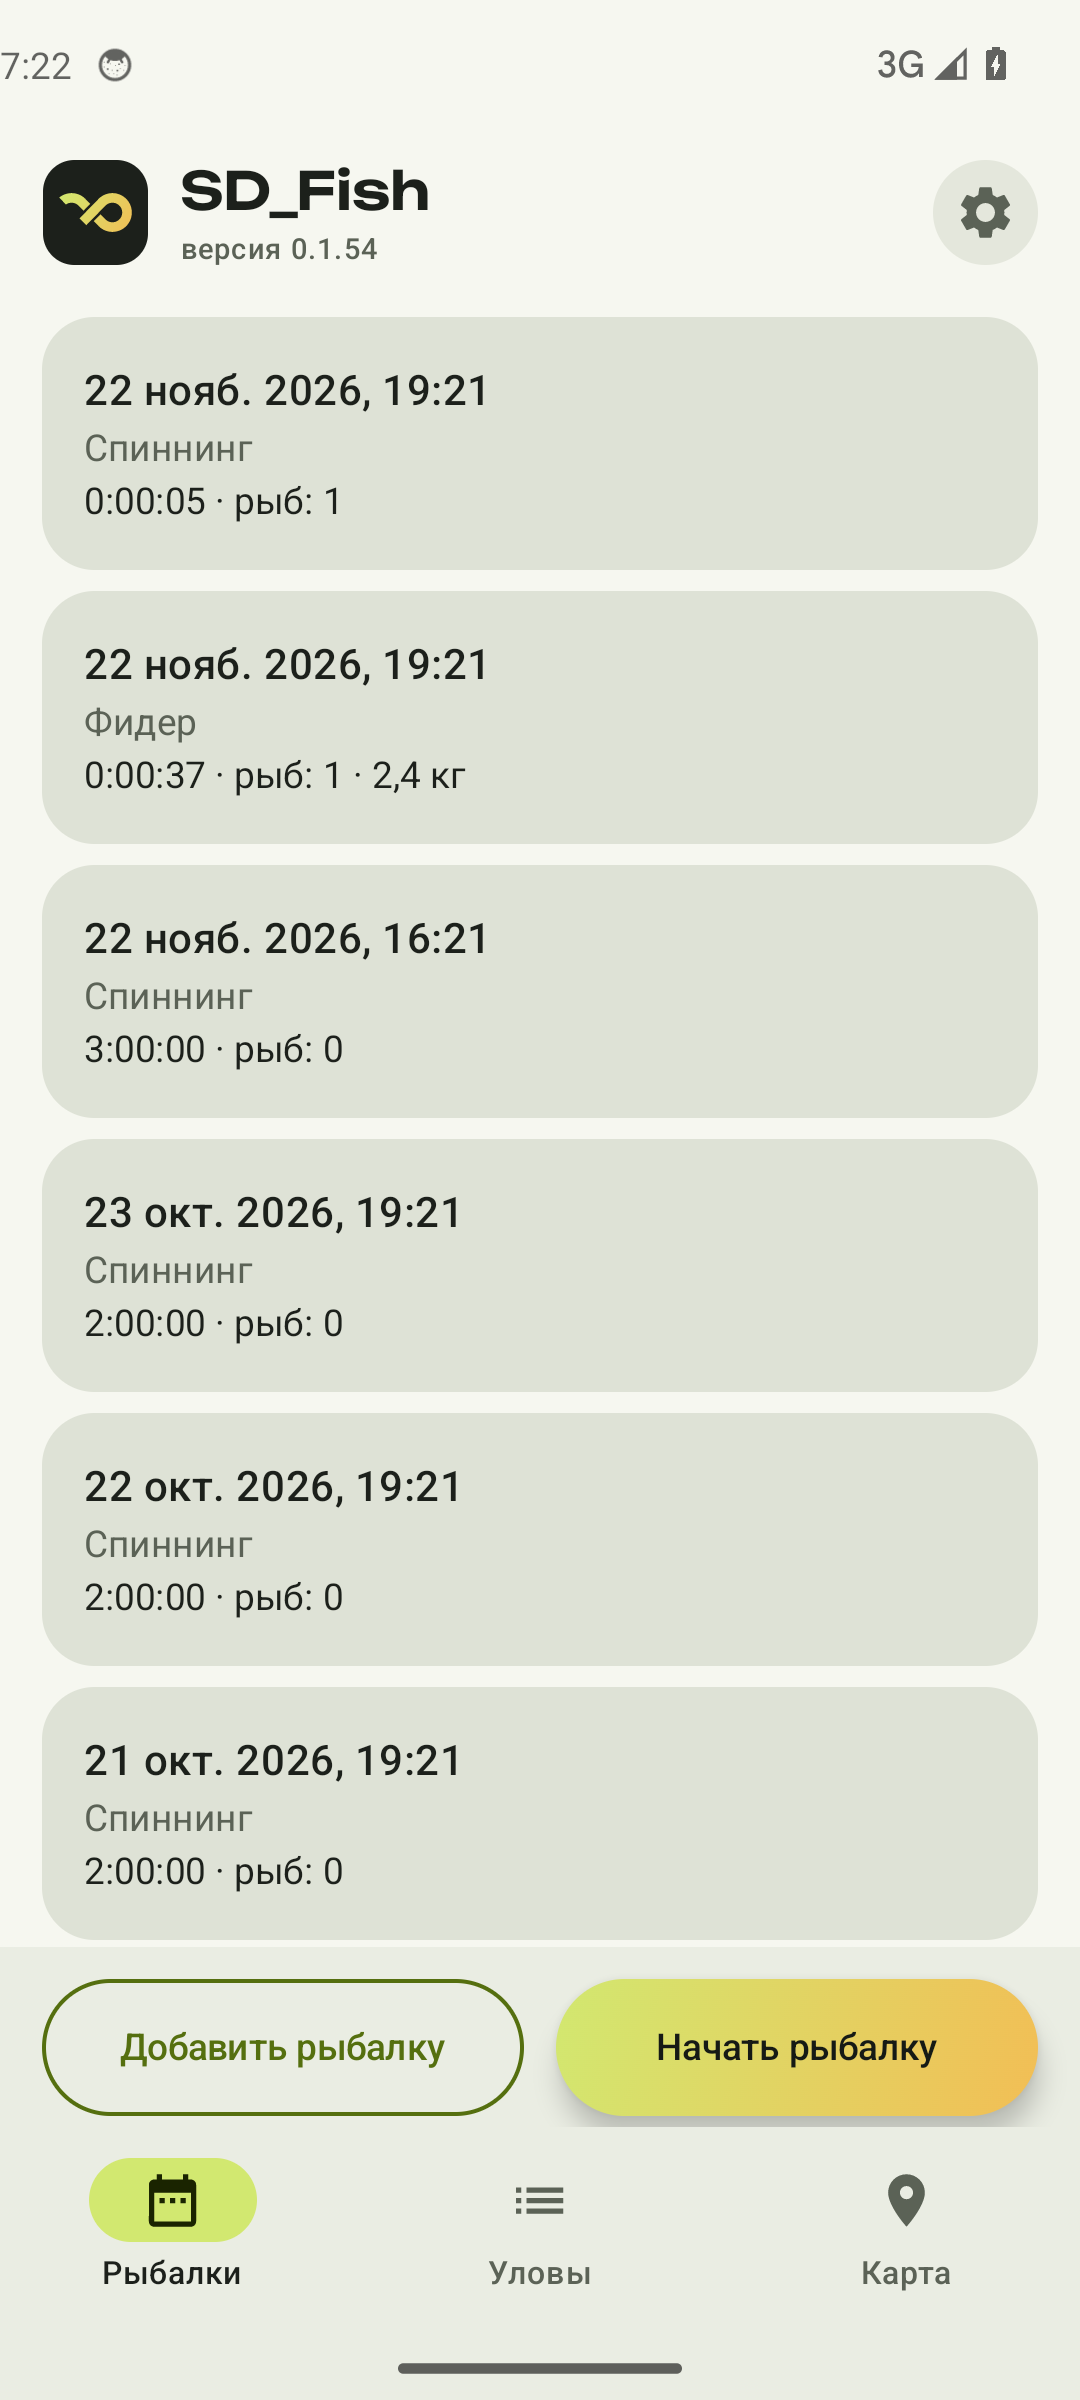 7:22
3G
SD_Fish
версия 0.1.54
22 нояб. 2026, 19:21
Спиннинг
0:00:05 · рыб: 1
22 нояб. 2026, 19:21
Фидер
0:00:37 · рыб: 1 · 2,4 кг
22 нояб. 2026, 16:21
Спиннинг
3:00:00 · рыб: 0
23 окт. 2026, 19:21
Спиннинг
2:00:00 · рыб: 0
22 окт. 2026, 19:21
Спиннинг
2:00:00 · рыб: 0
21 окт. 2026, 19:21
Спиннинг
2:00:00 · рыб: 0
Добавить рыбалку
Начать рыбалку
Рыбалки
Уловы
Карта